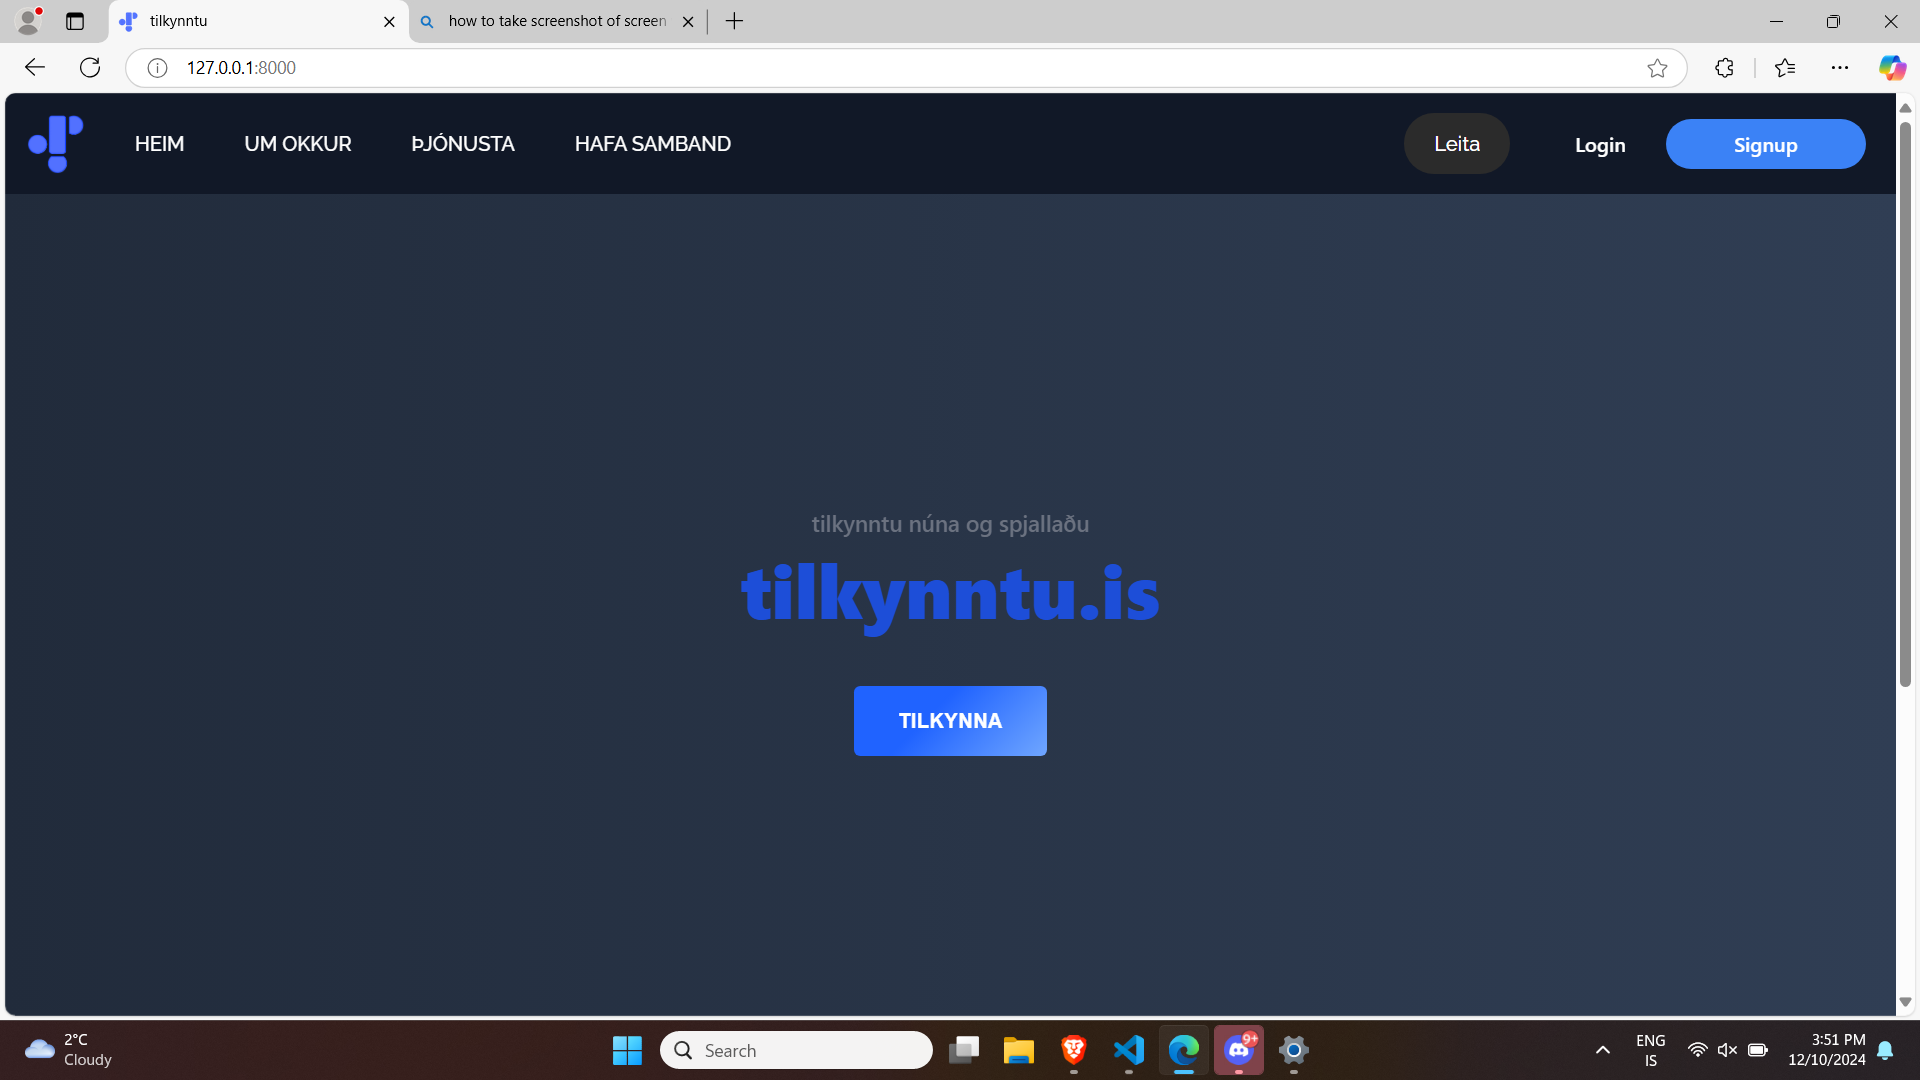 tilkynntu
how to take screenshot of screen
127.0.0.1:8000
HEIM
UM OKKUR
ÞJÓNUSTA
HAFA SAMBAND
Leita
Login
Signup
tilkynntu núna og spjallaðu
tilkynntu.is
TILKYNNA
2°C
Cloudy
Search
9+
ENG
IS
3:51 PM
12/10/2024